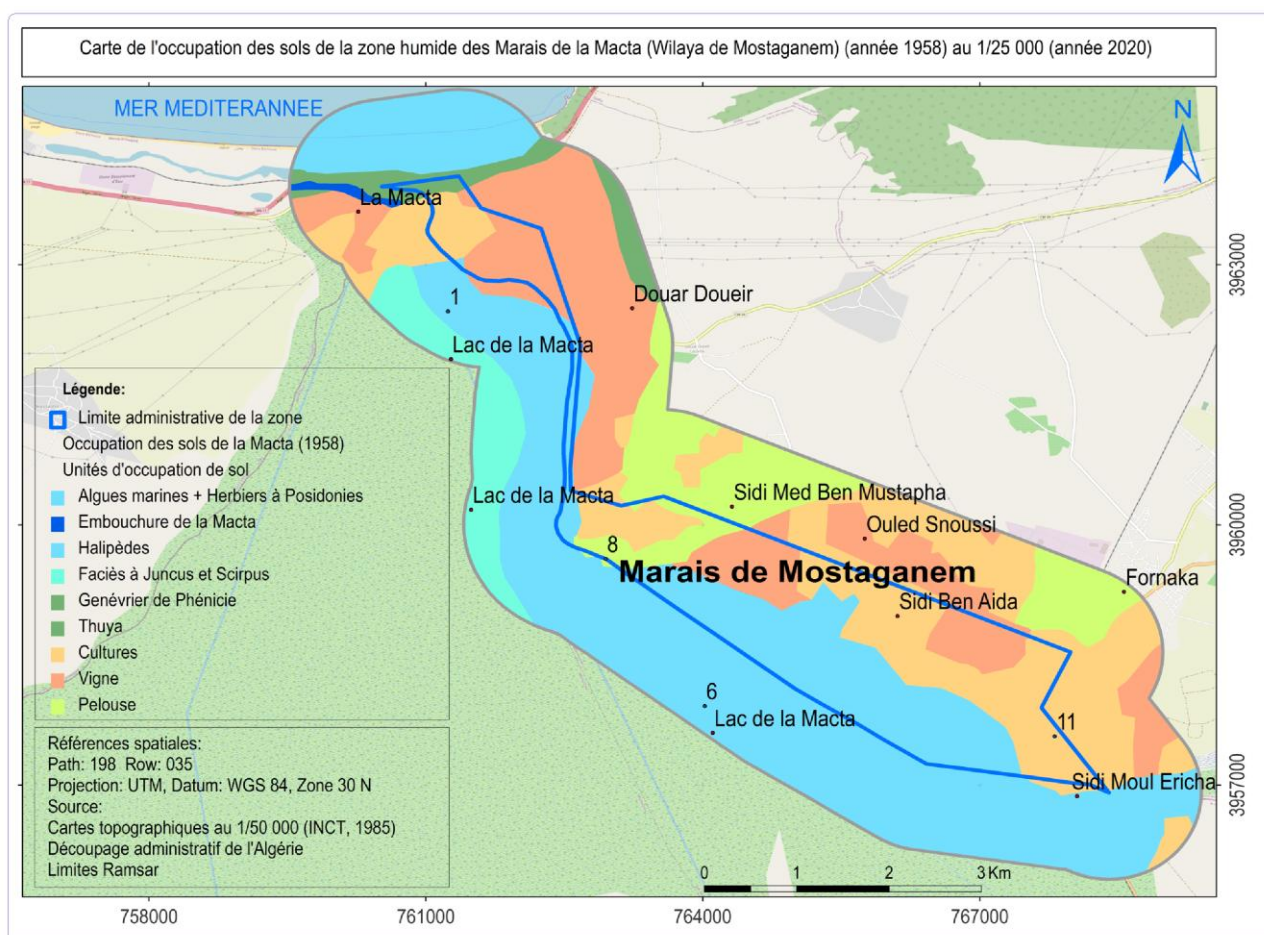 Carte de l'occupation des sols de la zone humide des Marais de la Macta (Wilaya de Mostaganem) (année 1958) au 1/25 000 (année 2020)
MER MEDITERANNEE
N
La Macta
3963000
1
Douar Doueir
Lac de la Macta
Légende:
Limite administrative de la zone
Occupation des sols de la Macta (1958)
Unités d'occupation de sol
Algues marines + Herbiers à Posidonies
Embouchure de la Macta
Halipèdes
Faciès à Juncus et Scirpus
Genévrier de Phénicie
Thuya
Cultures
Vigne
Pelouse
Lac de la Macta
Sidi Med Ben Mustapha
3960000
Ouled Snoussi
8
Marais de Mostaganem
Fornaka
Sidi Ben Aida
6
Lac de la Macta
11
Sidi Moul Ericha
3957000
Références spatiales:
Path: 198 Row: 035
Projection: UTM, Datum: WGS 84, Zone 30 N
Source:
Cartes topographiques au 1/50 000 (INCT, 1985)
Découpage administratif de l'Algérie
Limites Ramsar
0 1 2 3 Km
758000 761000 764000 767000